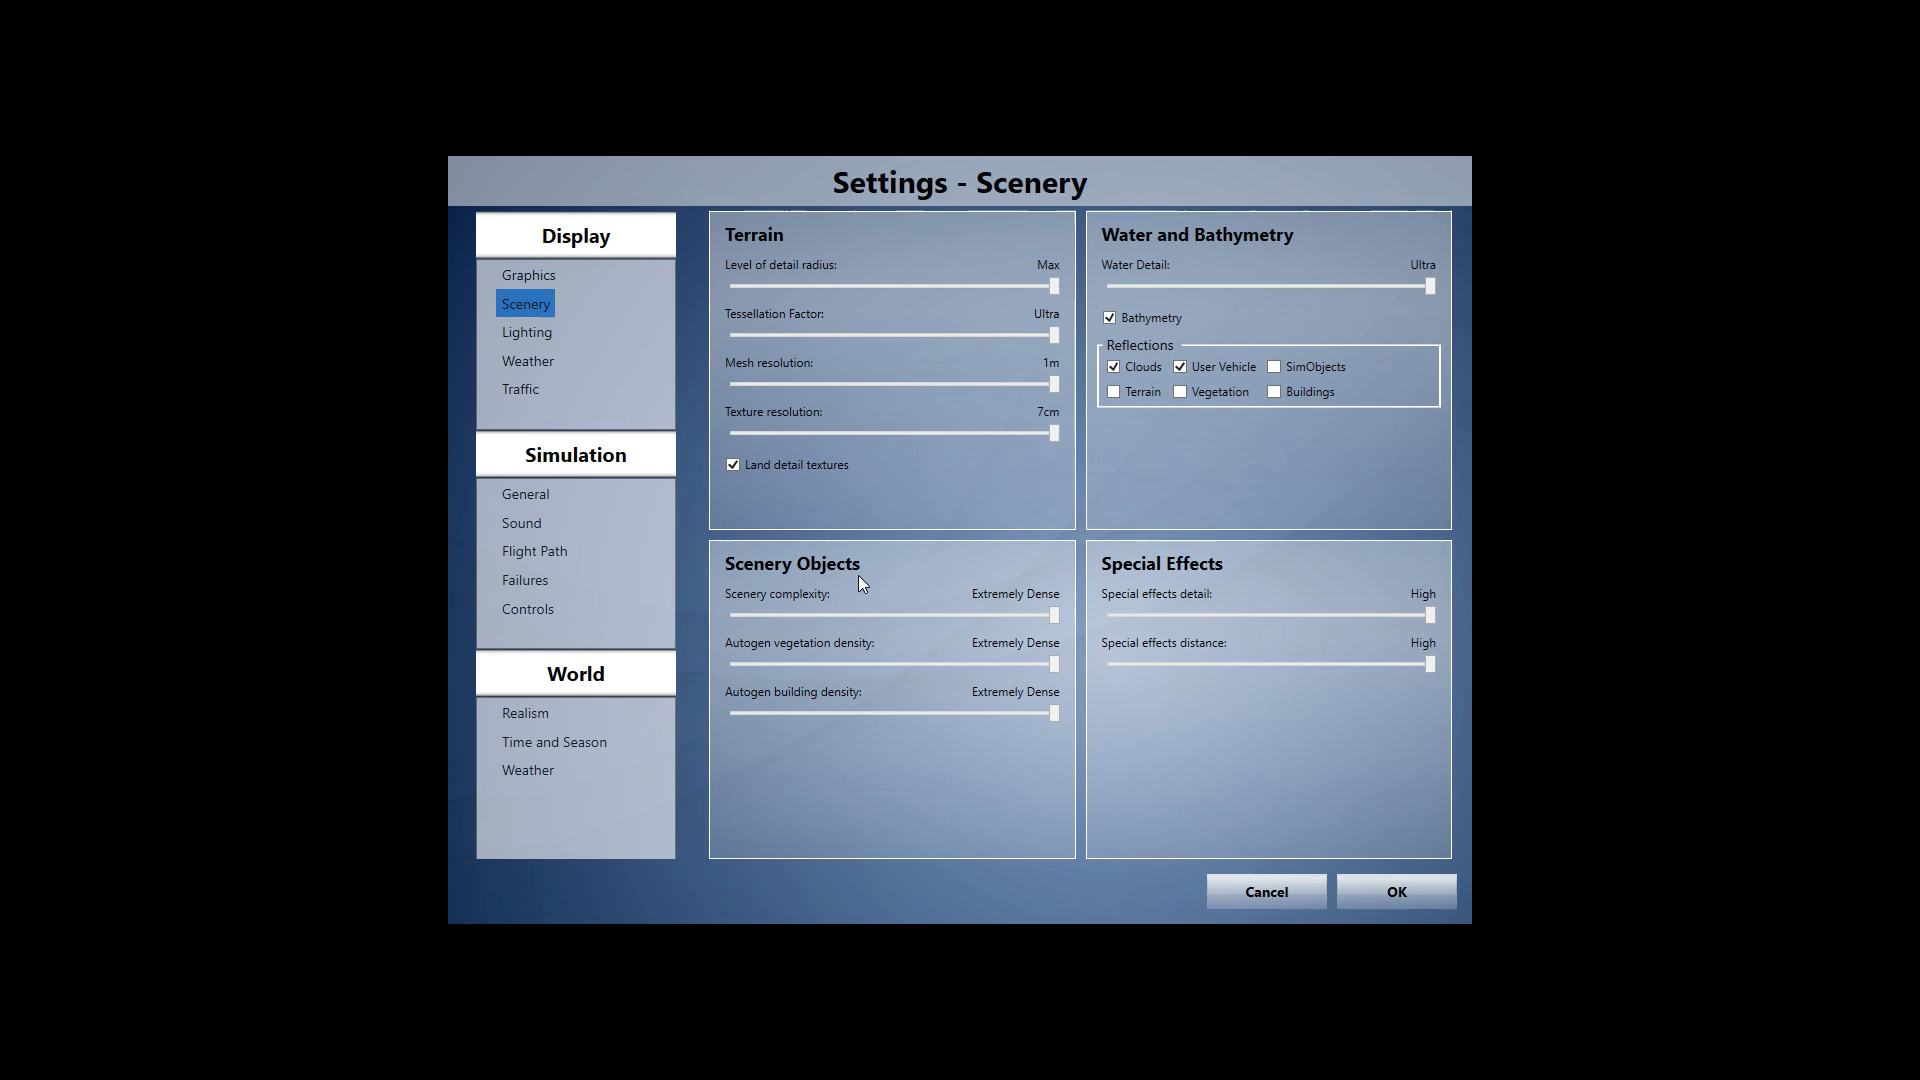 Settings - Scenery
Display
Graphics
Scenery
Lighting
Weather
Traffic
Simulation
General
Sound
Flight Path
Failures
Controls
World
Realism
Time and Season
Weather
Terrain
Level of detail radius: Max
Tessellation Factor: Ultra
Mesh resolution: 1m
Texture resolution: 7cm
Land detail textures
Water and Bathymetry
Water Detail: Ultra
Bathymetry
Reflections
Clouds User Vehicle SimObjects
Terrain Vegetation Buildings
Scenery Objects
Scenery complexity: Extremely Dense
Autogen vegetation density: Extremely Dense
Autogen building density: Extremely Dense
Special Effects
Special effects detail: High
Special effects distance: High
Cancel OK